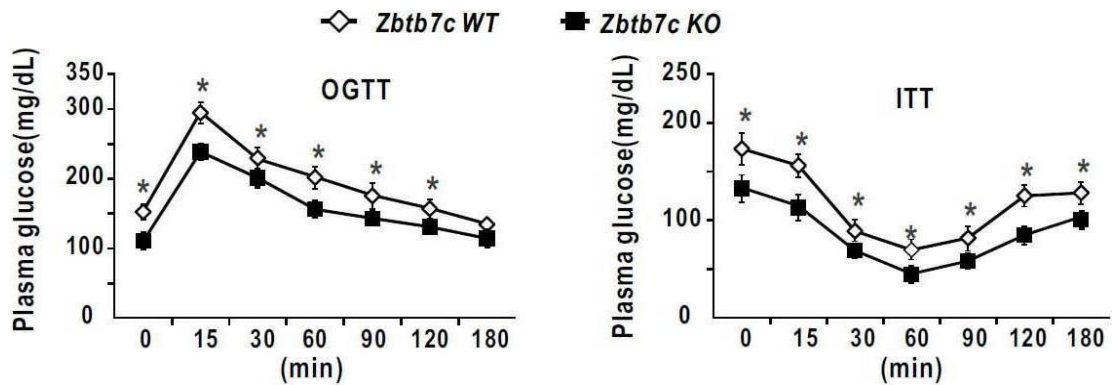 Zbtb7c WT Zbtb7c KO
OGTT
Plasma glucose(mg/dL)
350
300
200
100
0
* * * * * *
0 15 30 60 90 120 180
(min)
ITT
Plasma glucose(mg/dL)
250
200
100
0
* * * * * * *
0 15 30 60 90 120 180
(min)